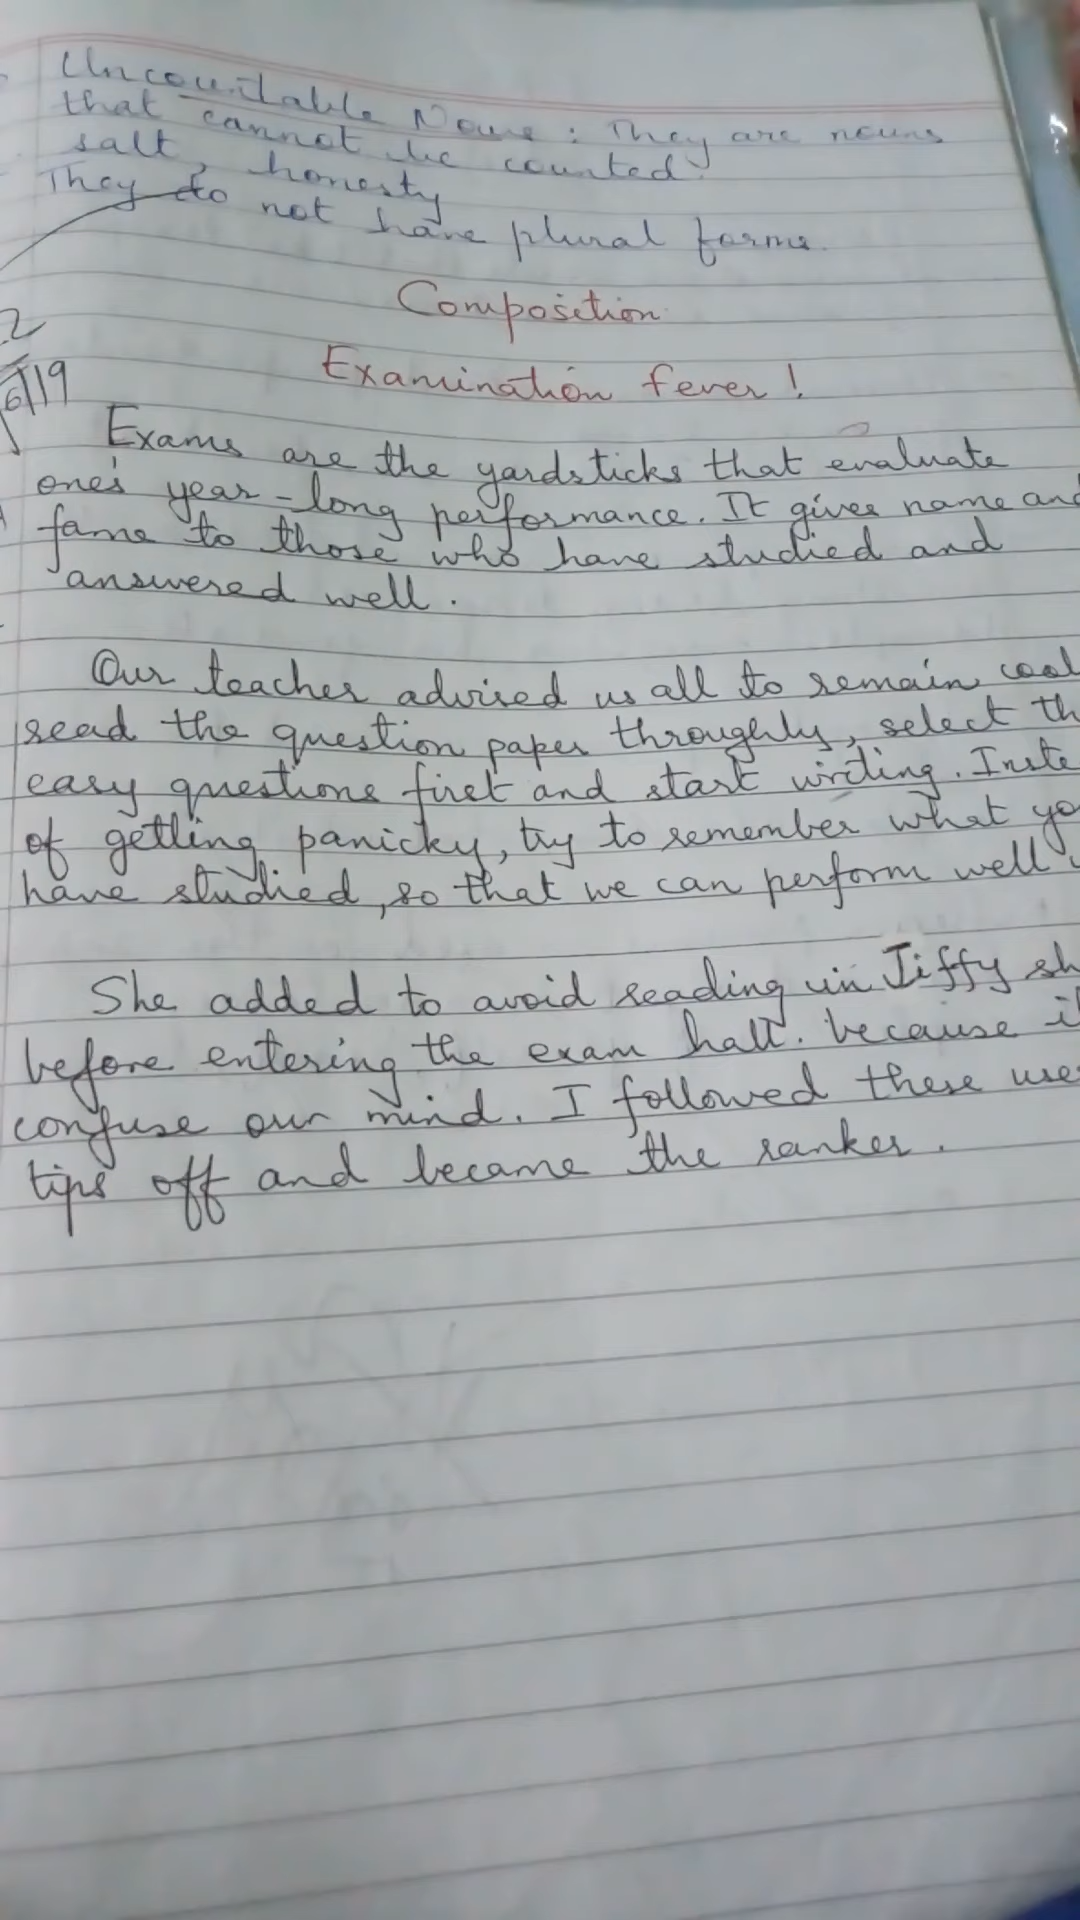 Uncountable Nouns : They are nouns
that cannot be counted.
salt, honesty
They do not have plural forms.
Composition
Examination fever!
2
6/19
Exams are the yardsticks that evaluate
one's year-long performance. It gives name and
fame to those who have studied and
answered well.
Our teacher advised us all to remain cool
read the question paper throughly, select th
easy questions first and start writing. Inste
of getting panicky, try to remember what yo
have studied, so that we can perform well
She added to avoid reading in Jiffy sh
before entering the exam hall. because i
confuse our mind. I followed these use
tips off and became the ranker.